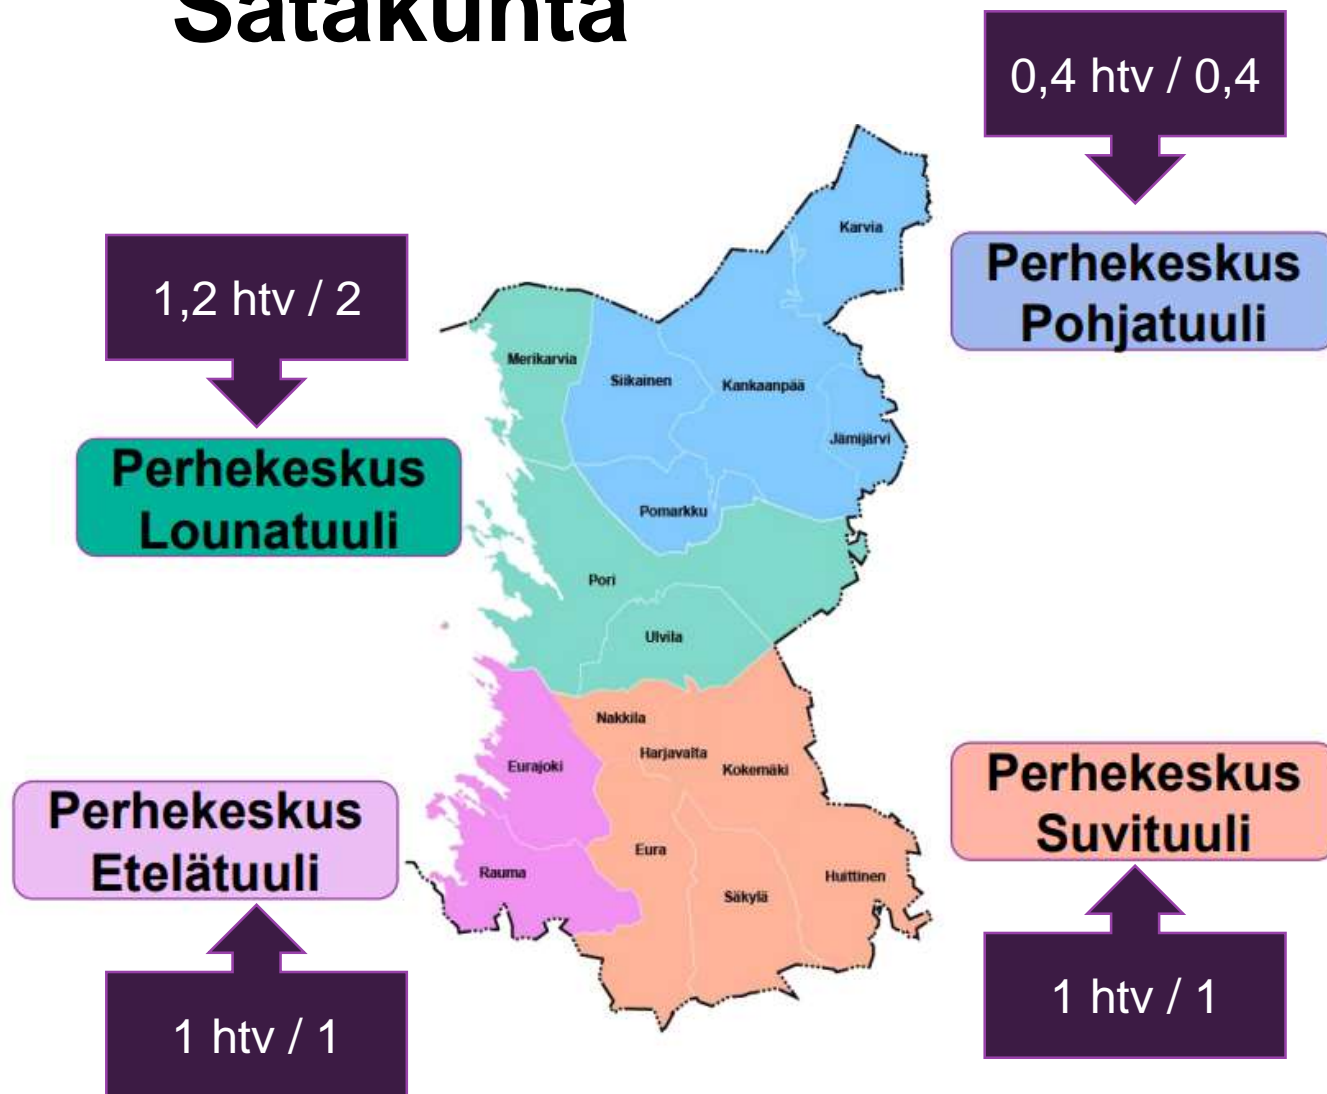 Satakunta
0,4 htv / 0,4
Karvia
Perhekeskus
Pohjatuuli
1,2 htv / 2
Merikarvia
Siikainen
Kankaanpää
Jämijärvi
Perhekeskus
Lounatuuli
Pomarkku
Pori
Ulvila
Nakkila
Harjavalta
Kokemäki
Eurajoki
Perhekeskus
Etelätuuli
Perhekeskus
Suvituuli
Eura
Rauma
Säkylä
Huittinen
1 htv / 1
1 htv / 1